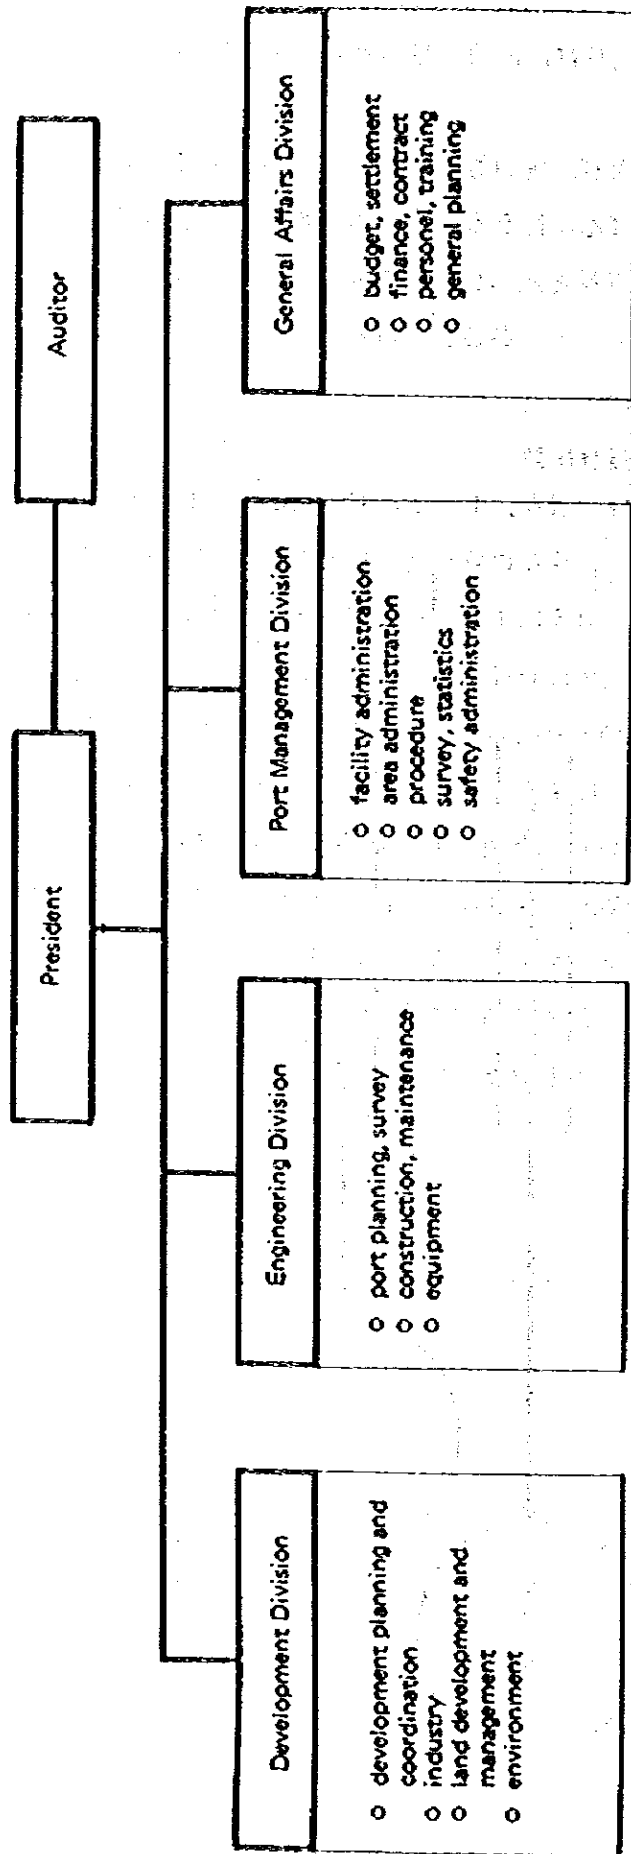 President
Auditor
Development Division
○ development planning and
coordination
○ industry
○ land development and
management
○ environment
Engineering Division
○ port planning, survey
○ construction, maintenance
○ equipment
Port Management Division
○ facility administration
○ area administration
○ procedure
○ survey, statistics
○ safety administration
General Affairs Division
○ budget, settlement
○ finance, contract
○ personel, training
○ general planning